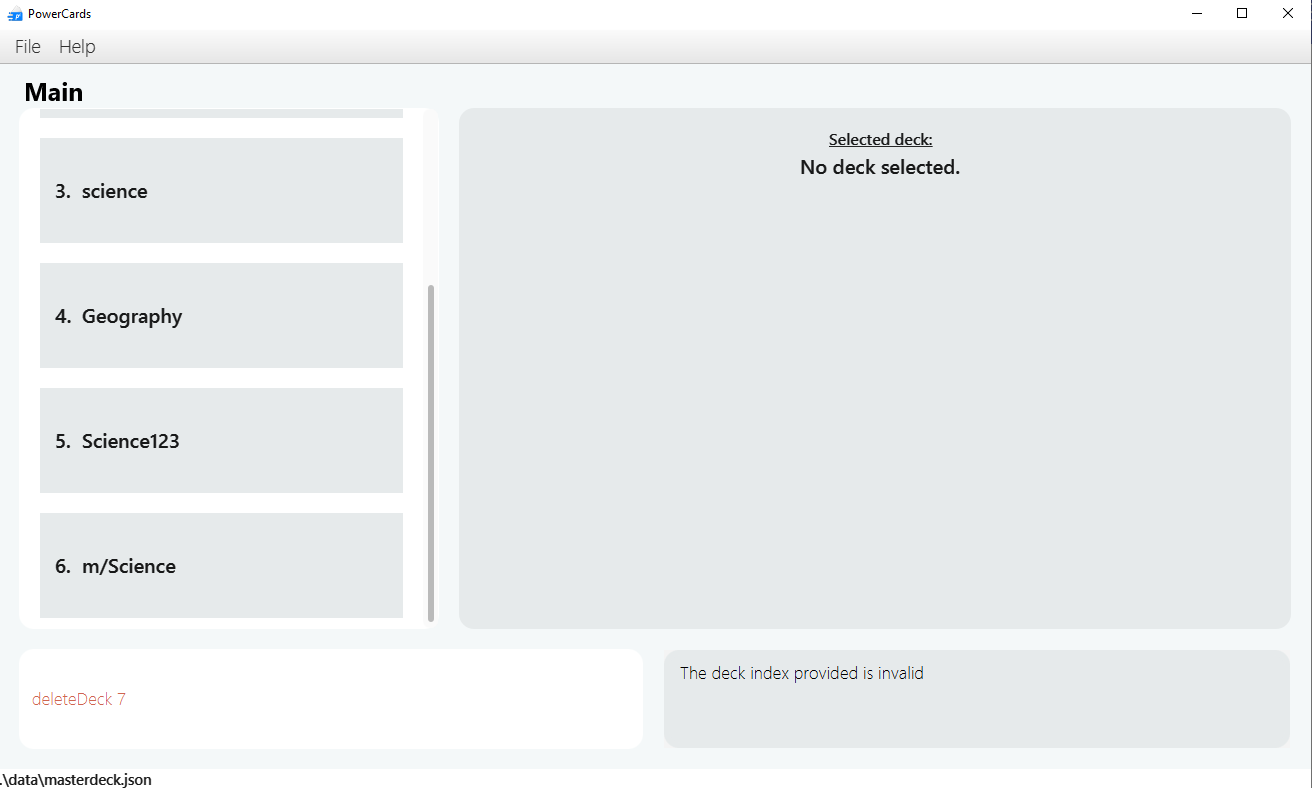 PowerCards
File Help
Main
3. science
4. Geography
5. Science123
6. m/Science
Selected deck:
No deck selected.
deleteDeck 7
The deck index provided is invalid
.\data\masterdeck.json